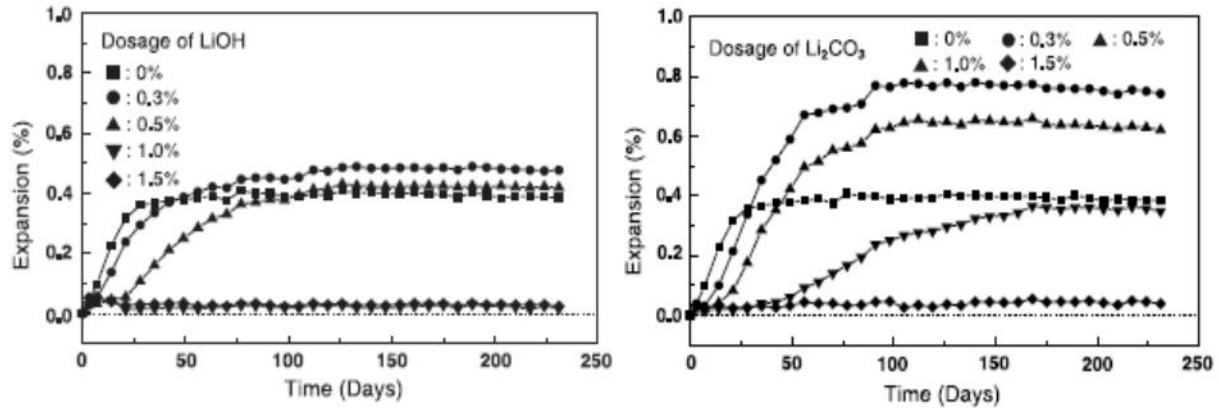 1.0
0.8
0.6
0.4
0.2
0.0
Expansion (%)
Dosage of LiOH
■ : 0%
● : 0.3%
▲ : 0.5%
▼ : 1.0%
◆ : 1.5%
0 50 100 150 200 250
Time (Days)
1.0
0.8
0.6
0.4
0.2
0.0
Expansion (%)
Dosage of Li₂CO₃
■ : 0% ● : 0.3% ▲ : 0.5%
▲ : 1.0% ◆ : 1.5%
0 50 100 150 200 250
Time (Days)